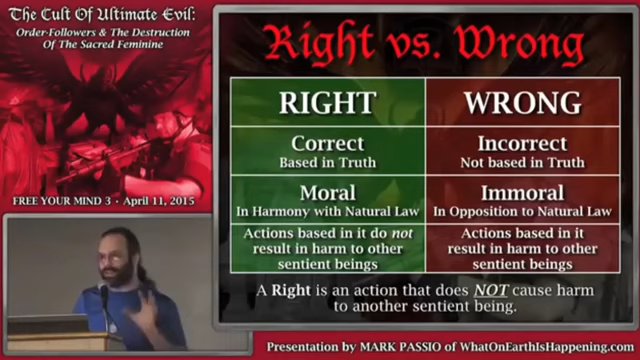 The Cult Of Ultimate Evil:
Order-Followers & The Destruction
Of The Sacred Feminine
FREE YOUR MIND 3 • April 11, 2015
Right vs. Wrong
RIGHT
WRONG
Correct
Based in Truth
Incorrect
Not based in Truth
Moral
In Harmony with Natural Law
Immoral
In Opposition to Natural Law
Actions based in it do not
result in harm to other
sentient beings
Actions based in it
result in harm to other
sentient beings
A Right is an action that does NOT cause harm
to another sentient being.
Presentation by MARK PASSIO of WhatOnEarthIsHappening.com